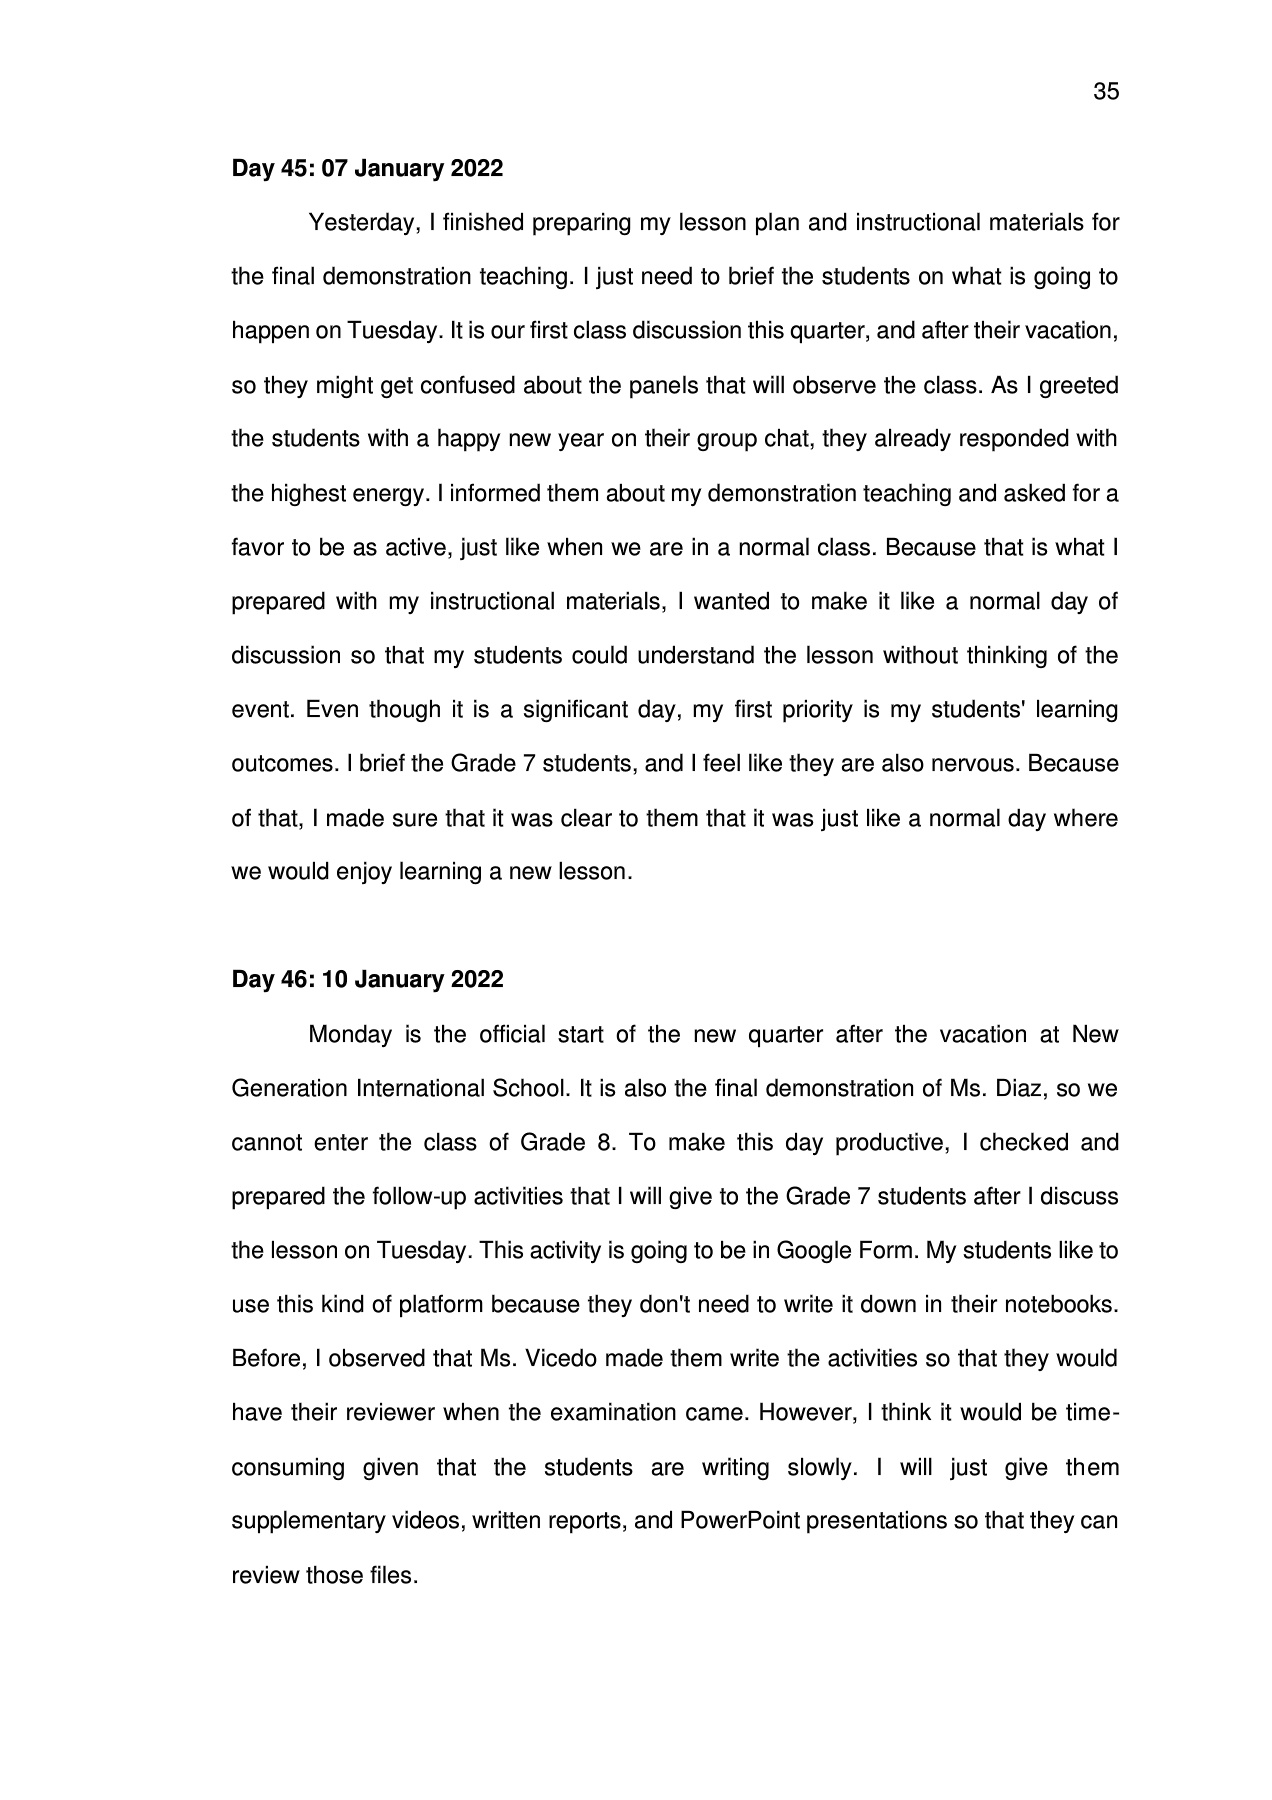 35
Day 45: 07 January 2022
Yesterday, I finished preparing my lesson plan and instructional materials for
the final demonstration teaching. I just need to brief the students on what is going to
happen on Tuesday. It is our first class discussion this quarter, and after their vacation,
so they might get confused about the panels that will observe the class. As I greeted
the students with a happy new year on their group chat, they already responded with
the highest energy. I informed them about my demonstration teaching and asked for a
favor to be as active, just like when we are in a normal class. Because that is what I
prepared with my instructional materials, I wanted to make it like a normal day of
discussion so that my students could understand the lesson without thinking of the
event. Even though it is a significant day, my first priority is my students' learning
outcomes. I brief the Grade 7 students, and I feel like they are also nervous. Because
of that, I made sure that it was clear to them that it was just like a normal day where
we would enjoy learning a new lesson.
Day 46: 10 January 2022
Monday is the official start of the new quarter after the vacation at New
Generation International School. It is also the final demonstration of Ms. Diaz, so we
cannot enter the class of Grade 8. To make this day productive, I checked and
prepared the follow-up activities that I will give to the Grade 7 students after I discuss
the lesson on Tuesday. This activity is going to be in Google Form. My students like to
use this kind of platform because they don't need to write it down in their notebooks.
Before, I observed that Ms. Vicedo made them write the activities so that they would
have their reviewer when the examination came. However, I think it would be time-
consuming given that the students are writing slowly. I will just give them
supplementary videos, written reports, and PowerPoint presentations so that they can
review those files.